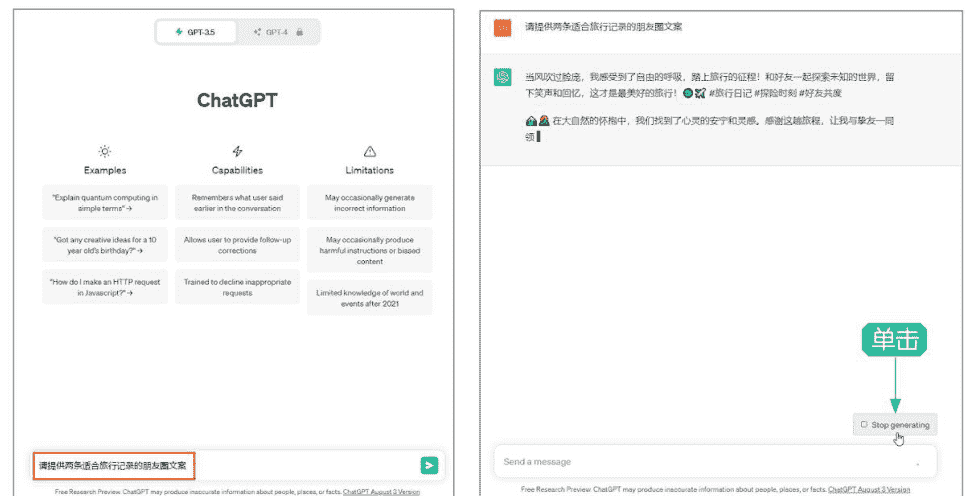 GPT-3.5
GPT-4
ChatGPT
Examples
Capabilities
Limitations
"Explain quantum computing in
simple terms" →
Remembers what user said
earlier in the conversation
May occasionally generate
incorrect information
"Got any creative ideas for a 10
year old's birthday?" →
Allows user to provide follow-up
corrections
May occasionally produce
harmful instructions or biased
content
"How do I make an HTTP request
in Javascript?" →
Trained to decline inappropriate
requests
Limited knowledge of world and
events after 2021
请提供两条适合旅行记录的朋友圈文案
Free Research Preview. ChatGPT may produce inaccurate information about people, places, or facts. ChatGPT August 3 Version
请提供两条适合旅行记录的朋友圈文案
当风吹过脸庞，我感受到了自由的呼吸，踏上旅行的征程！和好友一起探索未知的世界，留
下笑声和回忆，这才是最美好的旅行！🌍✈️ #旅行日记 #探险时刻 #好友共度
🏔️🌄 在大自然的怀抱中，我们找到了心灵的安宁和灵感。感谢这趟旅程，让我与挚友一同
领
单击
Stop generating
Send a message
Free Research Preview. ChatGPT may produce inaccurate information about people, places, or facts. ChatGPT August 3 Version